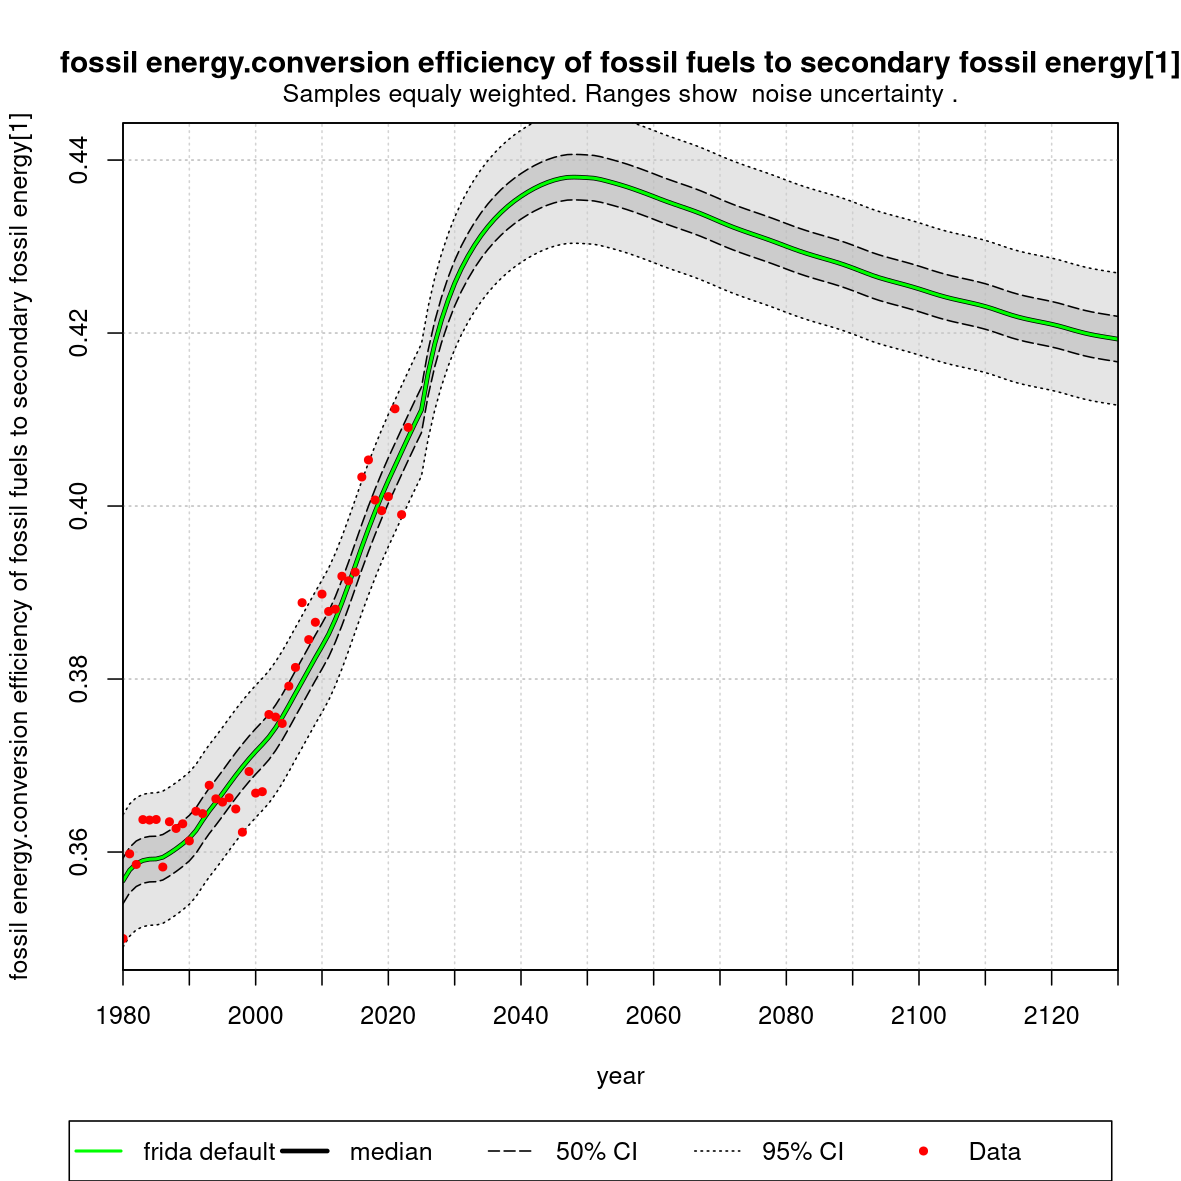 fossil energy.conversion efficiency of fossil fuels to secondary fossil energy[1]
Samples equaly weighted. Ranges show  noise uncertainty .
fossil energy.conversion efficiency of fossil fuels to secondary fossil energy[1]
0.44
0.42
0.40
0.38
0.36
1980 2000 2020 2040 2060 2080 2100 2120
year
frida default median 50% CI 95% CI Data